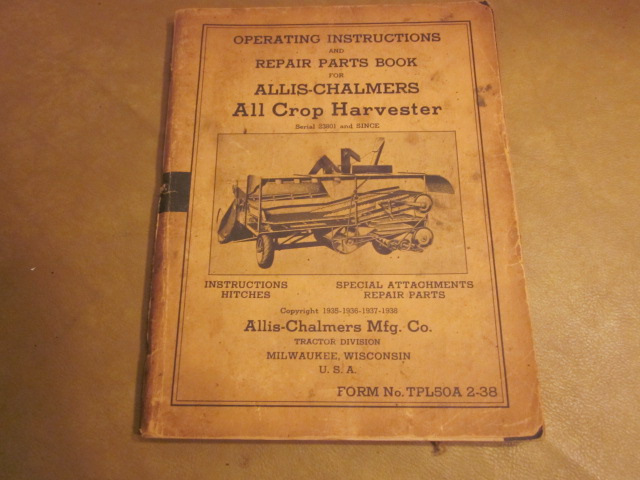 OPERATING INSTRUCTIONS
AND
REPAIR PARTS BOOK
FOR
ALLIS-CHALMERS
All Crop Harvester
Serial 23801 and SINCE
INSTRUCTIONS
HITCHES
SPECIAL ATTACHMENTS
REPAIR PARTS
Copyright 1935-1936-1937-1938
Allis-Chalmers Mfg. Co.
TRACTOR DIVISION
MILWAUKEE, WISCONSIN
U. S. A.
FORM No. TPL50A 2-38